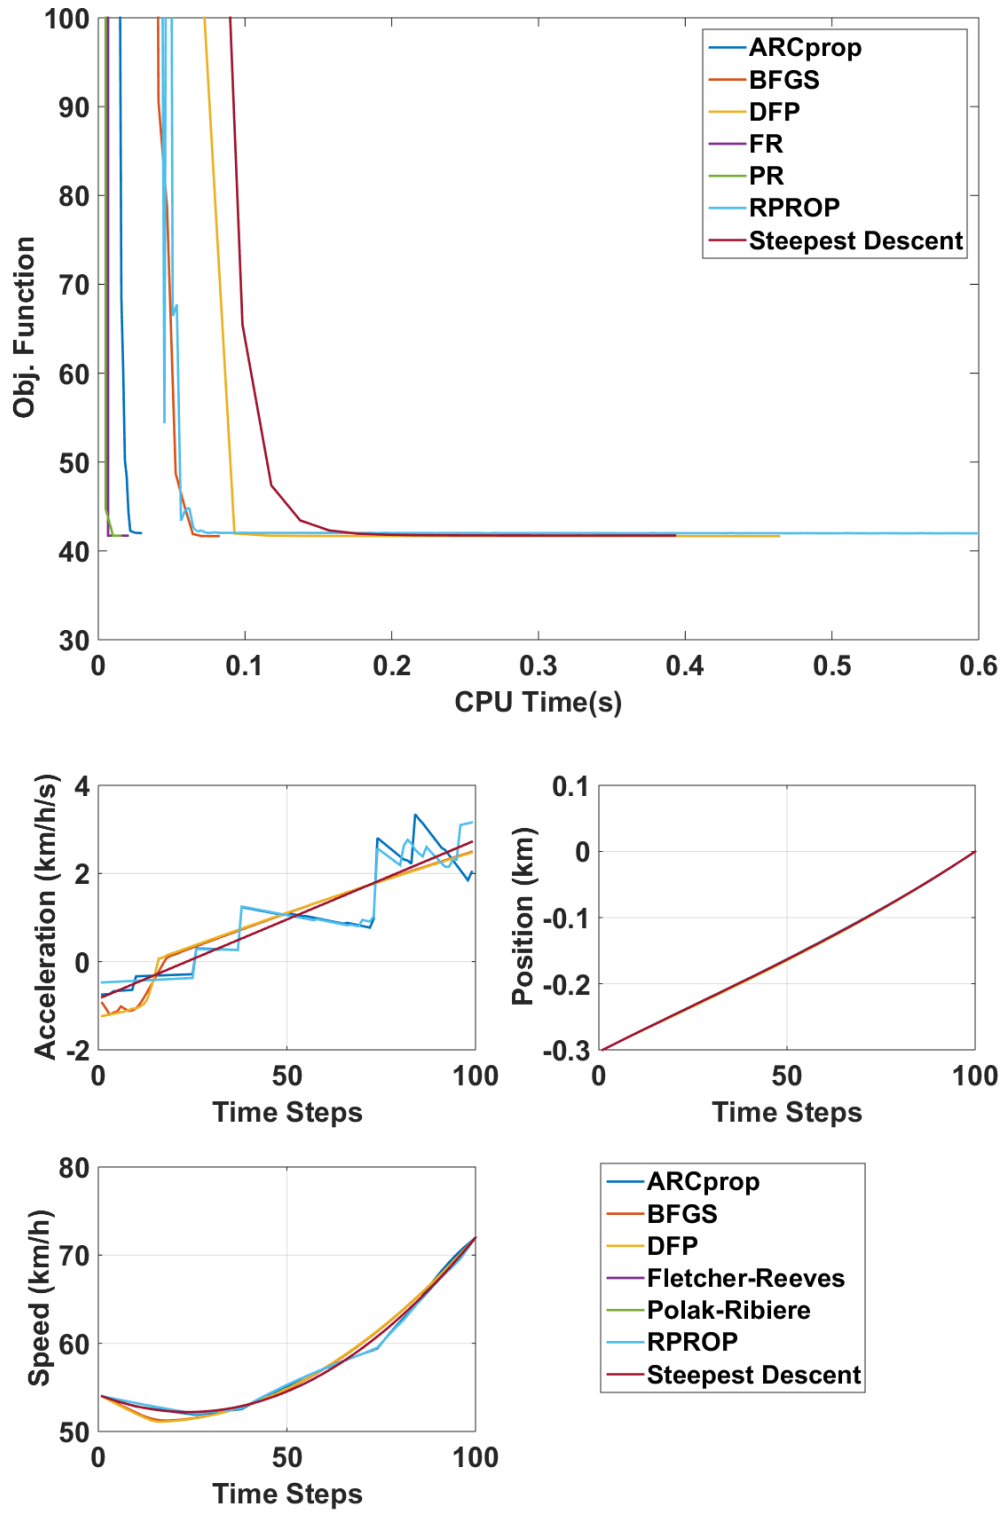 100
90
80
70
60
50
40
30
Obj. Function
0
0.1
0.2
0.3
0.4
0.5
0.6
CPU Time(s)
ARCprop
BFGS
DFP
FR
PR
RPROP
Steepest Descent
4
2
0
-2
Acceleration (km/h/s)
0
50
100
Time Steps
0.1
0
-0.1
-0.2
-0.3
Position (km)
0
50
100
Time Steps
80
70
60
50
Speed (km/h)
0
50
100
Time Steps
ARCprop
BFGS
DFP
Fletcher-Reeves
Polak-Ribiere
RPROP
Steepest Descent